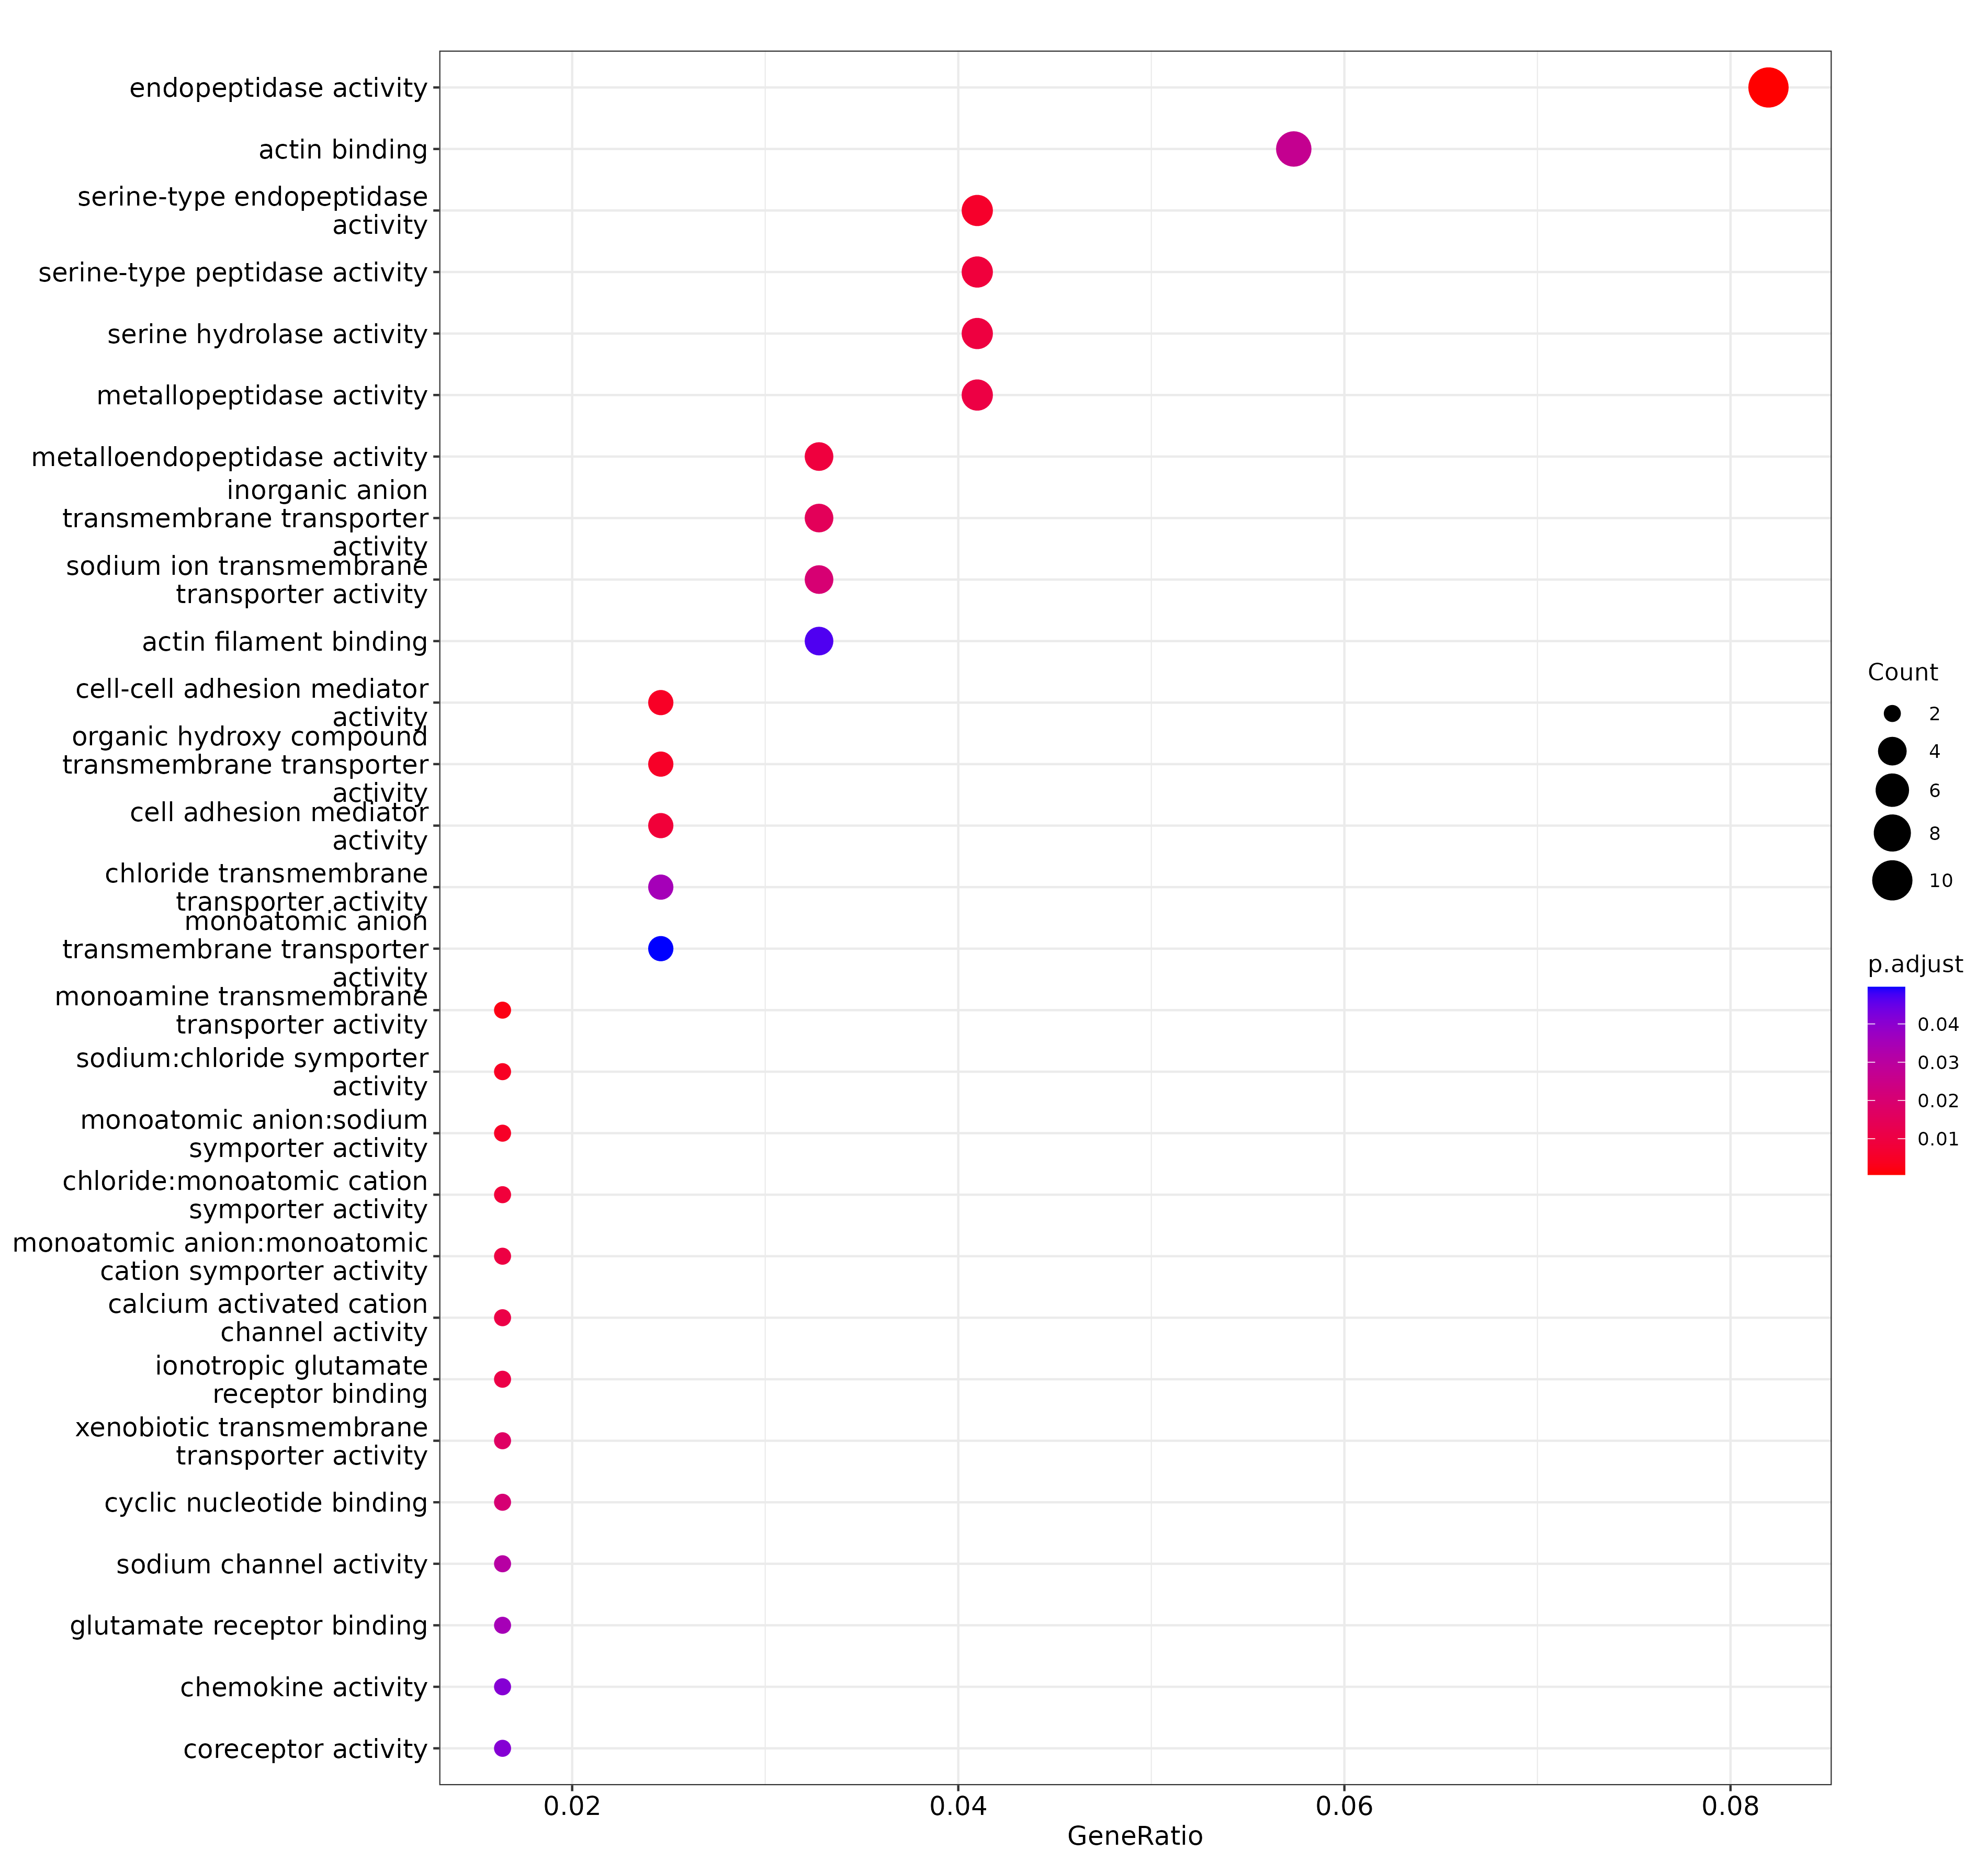 endopeptidase activity
actin binding
serine-type endopeptidase
activity
serine-type peptidase activity
serine hydrolase activity
metallopeptidase activity
metalloendopeptidase activity
inorganic anion
transmembrane transporter
activity
sodium ion transmembrane
transporter activity
actin filament binding
cell-cell adhesion mediator
activity
organic hydroxy compound
transmembrane transporter
activity
cell adhesion mediator
activity
chloride transmembrane
transporter activity
monoatomic anion
transmembrane transporter
activity
monoamine transmembrane
transporter activity
sodium:chloride symporter
activity
monoatomic anion:sodium
symporter activity
chloride:monoatomic cation
symporter activity
monoatomic anion:monoatomic
cation symporter activity
calcium activated cation
channel activity
ionotropic glutamate
receptor binding
xenobiotic transmembrane
transporter activity
cyclic nucleotide binding
sodium channel activity
glutamate receptor binding
chemokine activity
coreceptor activity
0.02 0.04 0.06 0.08
GeneRatio
Count
2
4
6
8
10
p.adjust
0.04
0.03
0.02
0.01